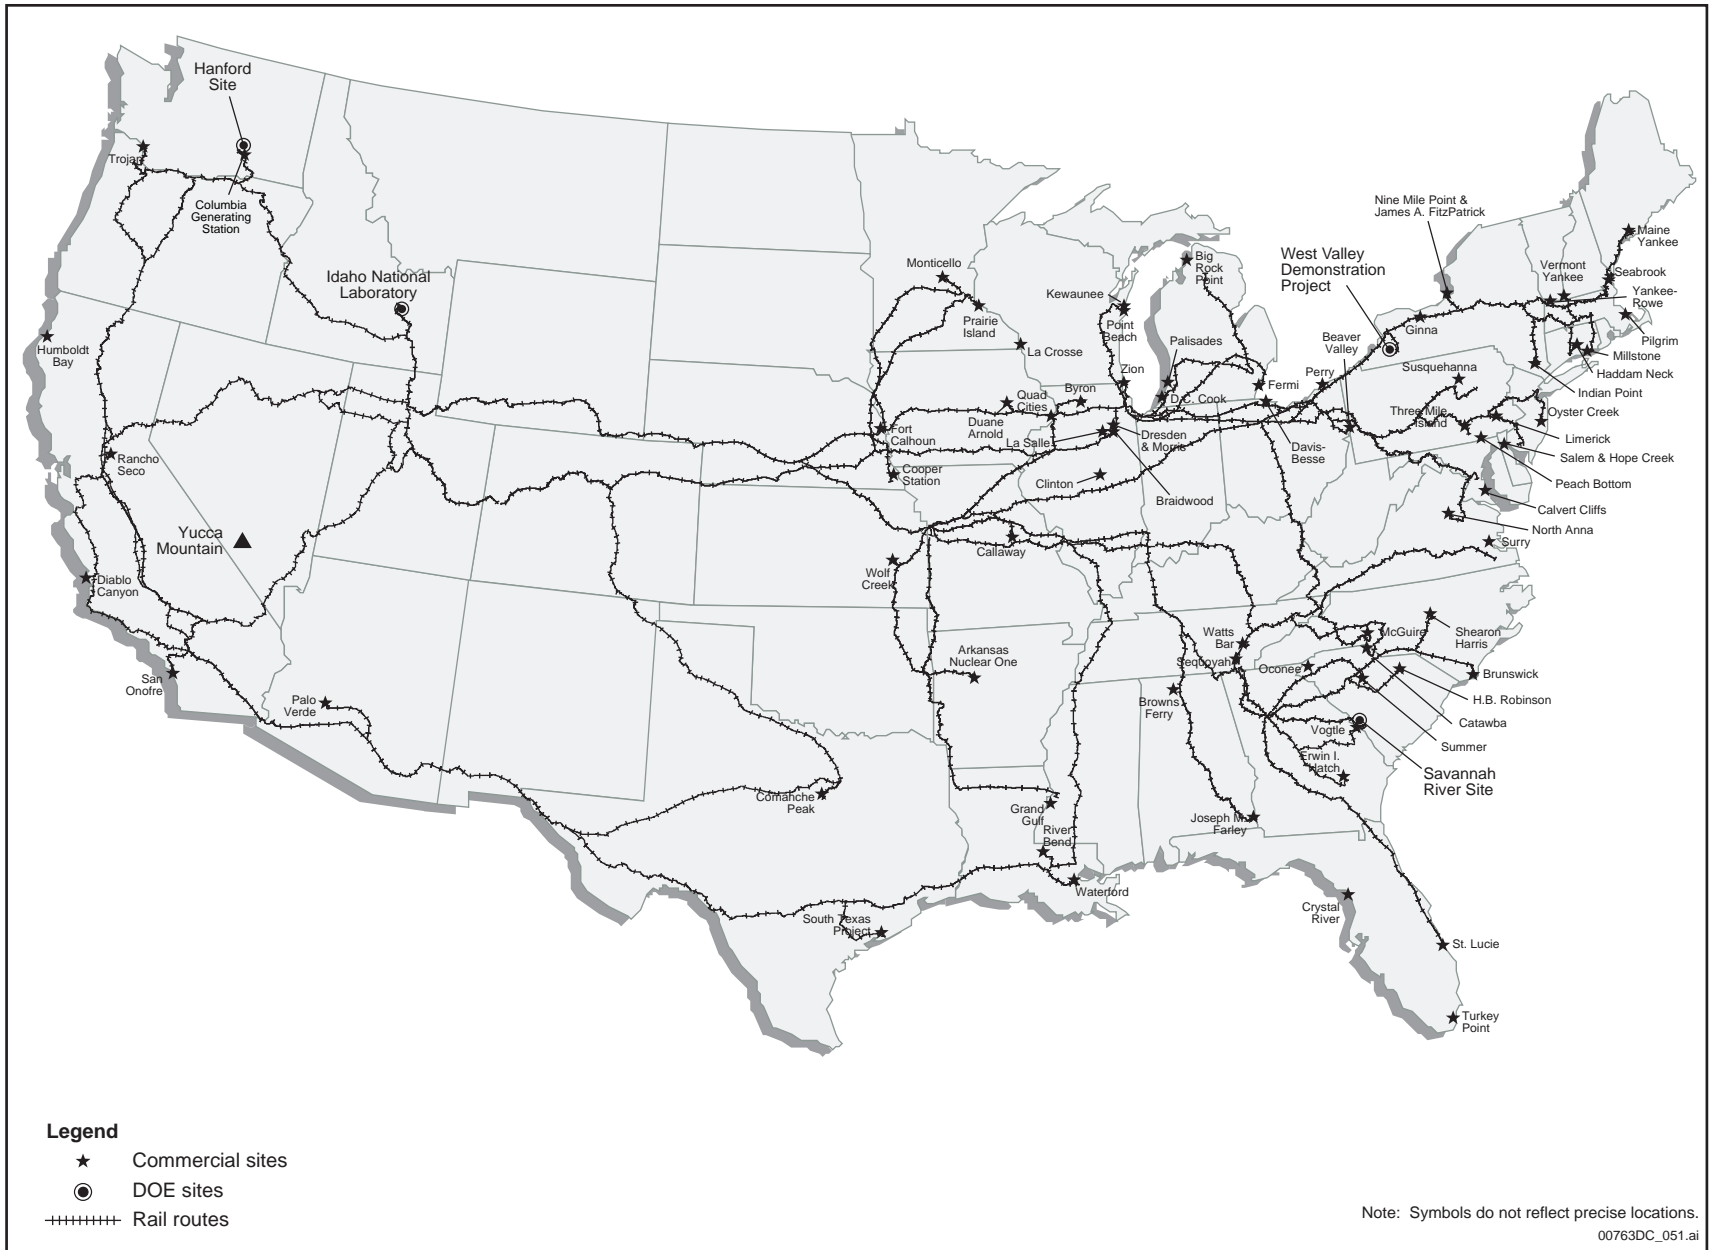 Hanford
Site
Trojan
Columbia
Generating
Station
Idaho National
Laboratory
Humboldt
Bay
Rancho
Seco
Yucca
Mountain
Diablo
Canyon
San
Onofre
Palo
Verde
Monticello
Prairie
Island
La Crosse
Kewaunee
Point
Beach
Big
Rock
Point
Palisades
Zion
D.C. Cook
Byron
Quad
Cities
Duane
Arnold
Fort
Calhoun
La Salle
Dresden
& Morris
Cooper
Station
Clinton
Braidwood
Callaway
Wolf
Creek
Arkansas
Nuclear One
Comanche
Peak
South Texas
Project
Grand
Gulf
River
Bend
Waterford
Nine Mile Point &
James A. FitzPatrick
West Valley
Demonstration
Project
Ginna
Beaver
Valley
Perry
Fermi
Davis-
Besse
Susquehanna
Three Mile
Island
Vermont
Yankee
Maine
Yankee
Seabrook
Yankee-
Rowe
Pilgrim
Millstone
Haddam Neck
Indian Point
Oyster Creek
Limerick
Salem & Hope Creek
Peach Bottom
Calvert Cliffs
North Anna
Surry
Watts
Bar
Sequoyah
McGuire
Shearon
Harris
Oconee
Brunswick
H.B. Robinson
Catawba
Summer
Browns
Ferry
Vogtle
Erwin I.
Hatch
Savannah
River Site
Joseph M.
Farley
Crystal
River
St. Lucie
Turkey
Point
Legend
Commercial sites
DOE sites
Rail routes
Note: Symbols do not reflect precise locations.
00763DC_051.ai